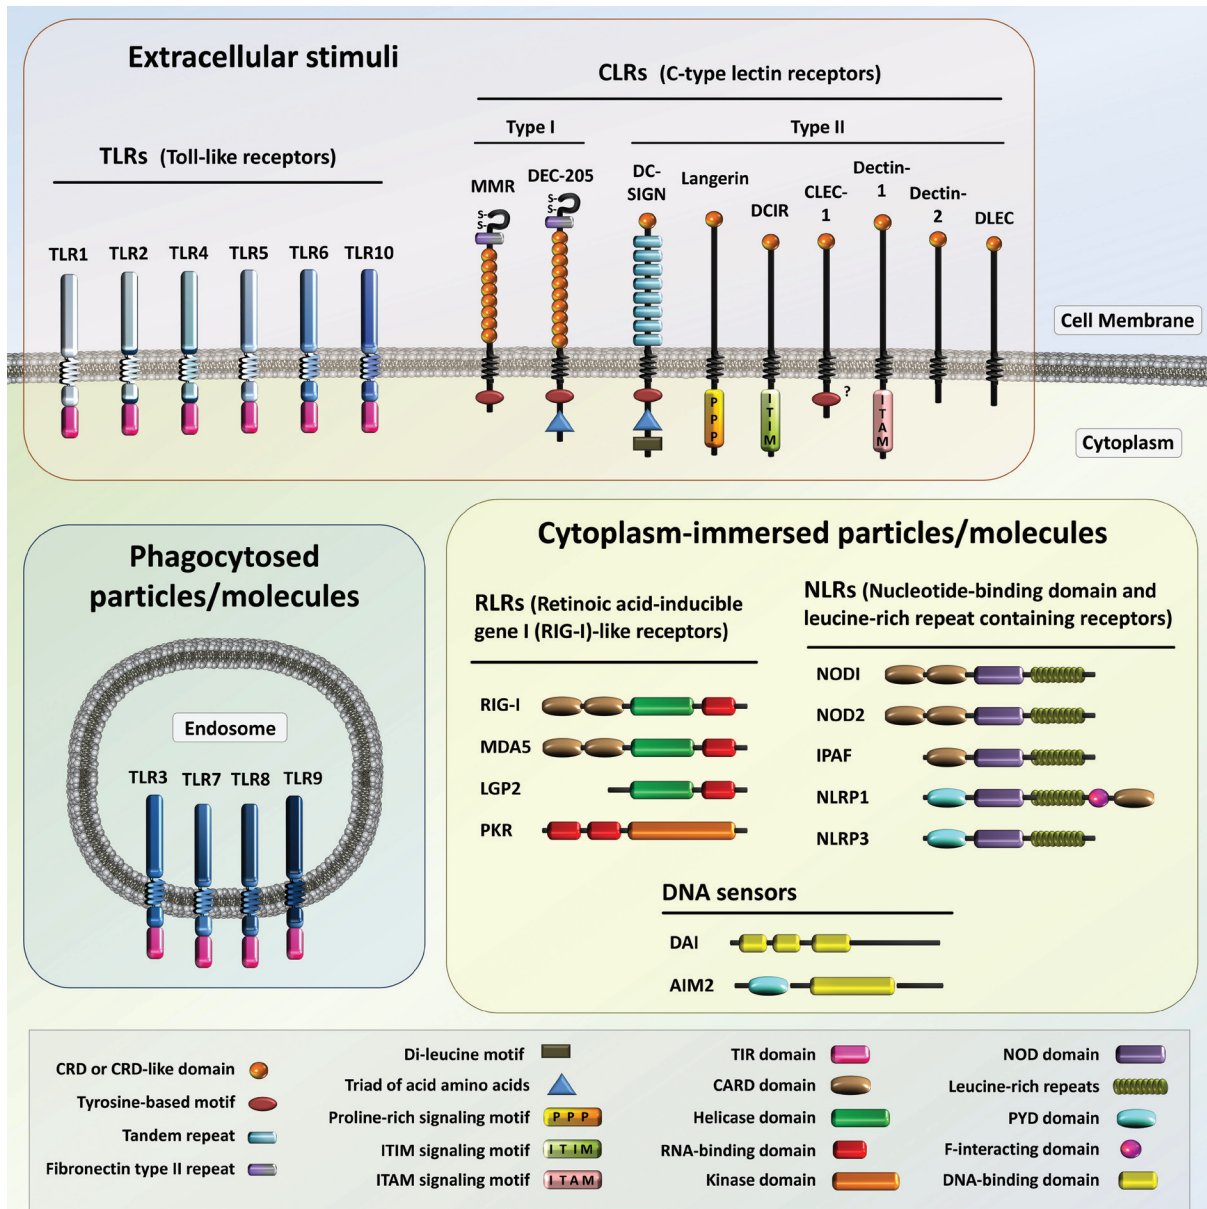 Extracellular stimuli
CLRs (C-type lectin receptors)
Type I
Type II
TLRs (Toll-like receptors)
TLR1
TLR2
TLR4
TLR5
TLR6
TLR10
MMR
S-
S-
DEC-205
S-
S-
DC-
SIGN
Langerin
DCIR
CLEC-
1
Dectin-
1
Dectin-
2
DLEC
Cell Membrane
?
P
P
P
I
T
I
M
I
T
A
M
Cytoplasm
Phagocytosed
particles/molecules
Endosome
TLR3
TLR7
TLR8
TLR9
Cytoplasm-immersed particles/molecules
RLRs (Retinoic acid-inducible
gene I (RIG-I)-like receptors)
RIG-I
MDA5
LGP2
PKR
NLRs (Nucleotide-binding domain and
leucine-rich repeat containing receptors)
NODI
NOD2
IPAF
NLRP1
NLRP3
DNA sensors
DAI
AIM2
CRD or CRD-like domain
Tyrosine-based motif
Tandem repeat
Fibronectin type II repeat
Di-leucine motif
Triad of acid amino acids
Proline-rich signaling motif P P P
ITIM signaling motif I T I M
ITAM signaling motif I T A M
TIR domain
CARD domain
Helicase domain
RNA-binding domain
Kinase domain
NOD domain
Leucine-rich repeats
PYD domain
F-interacting domain
DNA-binding domain